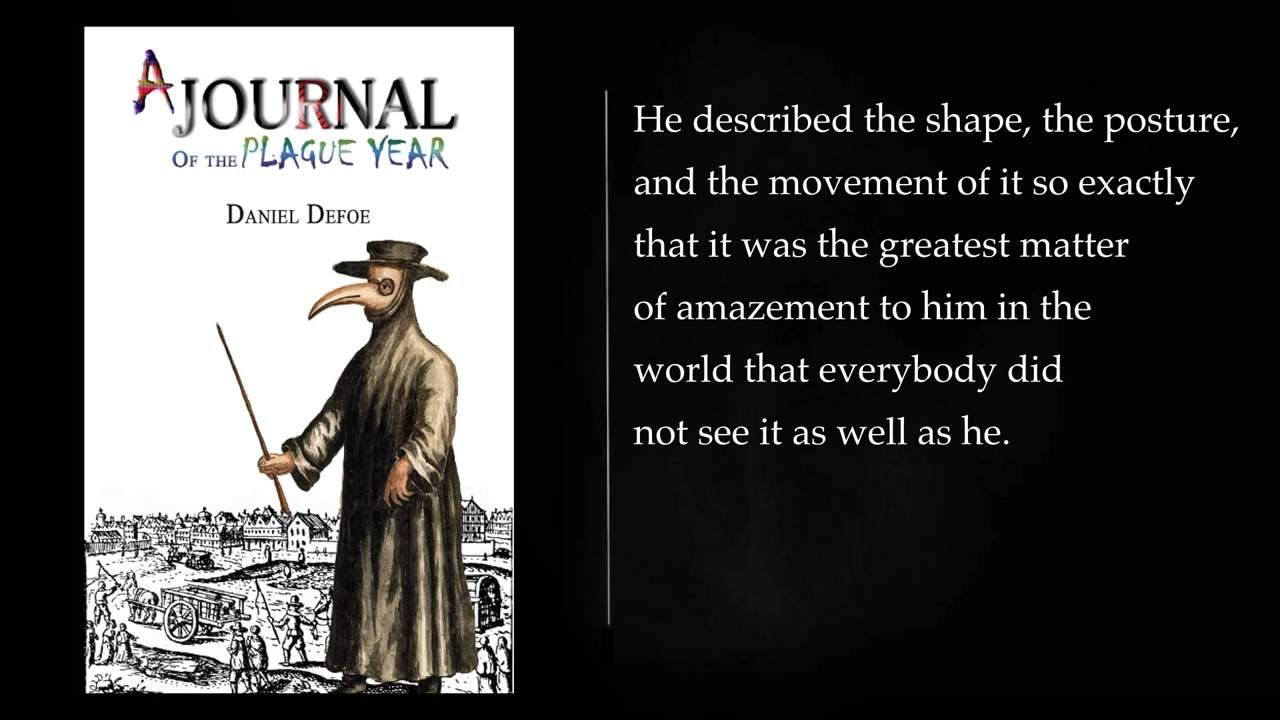 A JOURNAL
OF THE PLAGUE YEAR
DANIEL DEFOE
He described the shape, the posture,
and the movement of it so exactly
that it was the greatest matter
of amazement to him in the
world that everybody did
not see it as well as he.